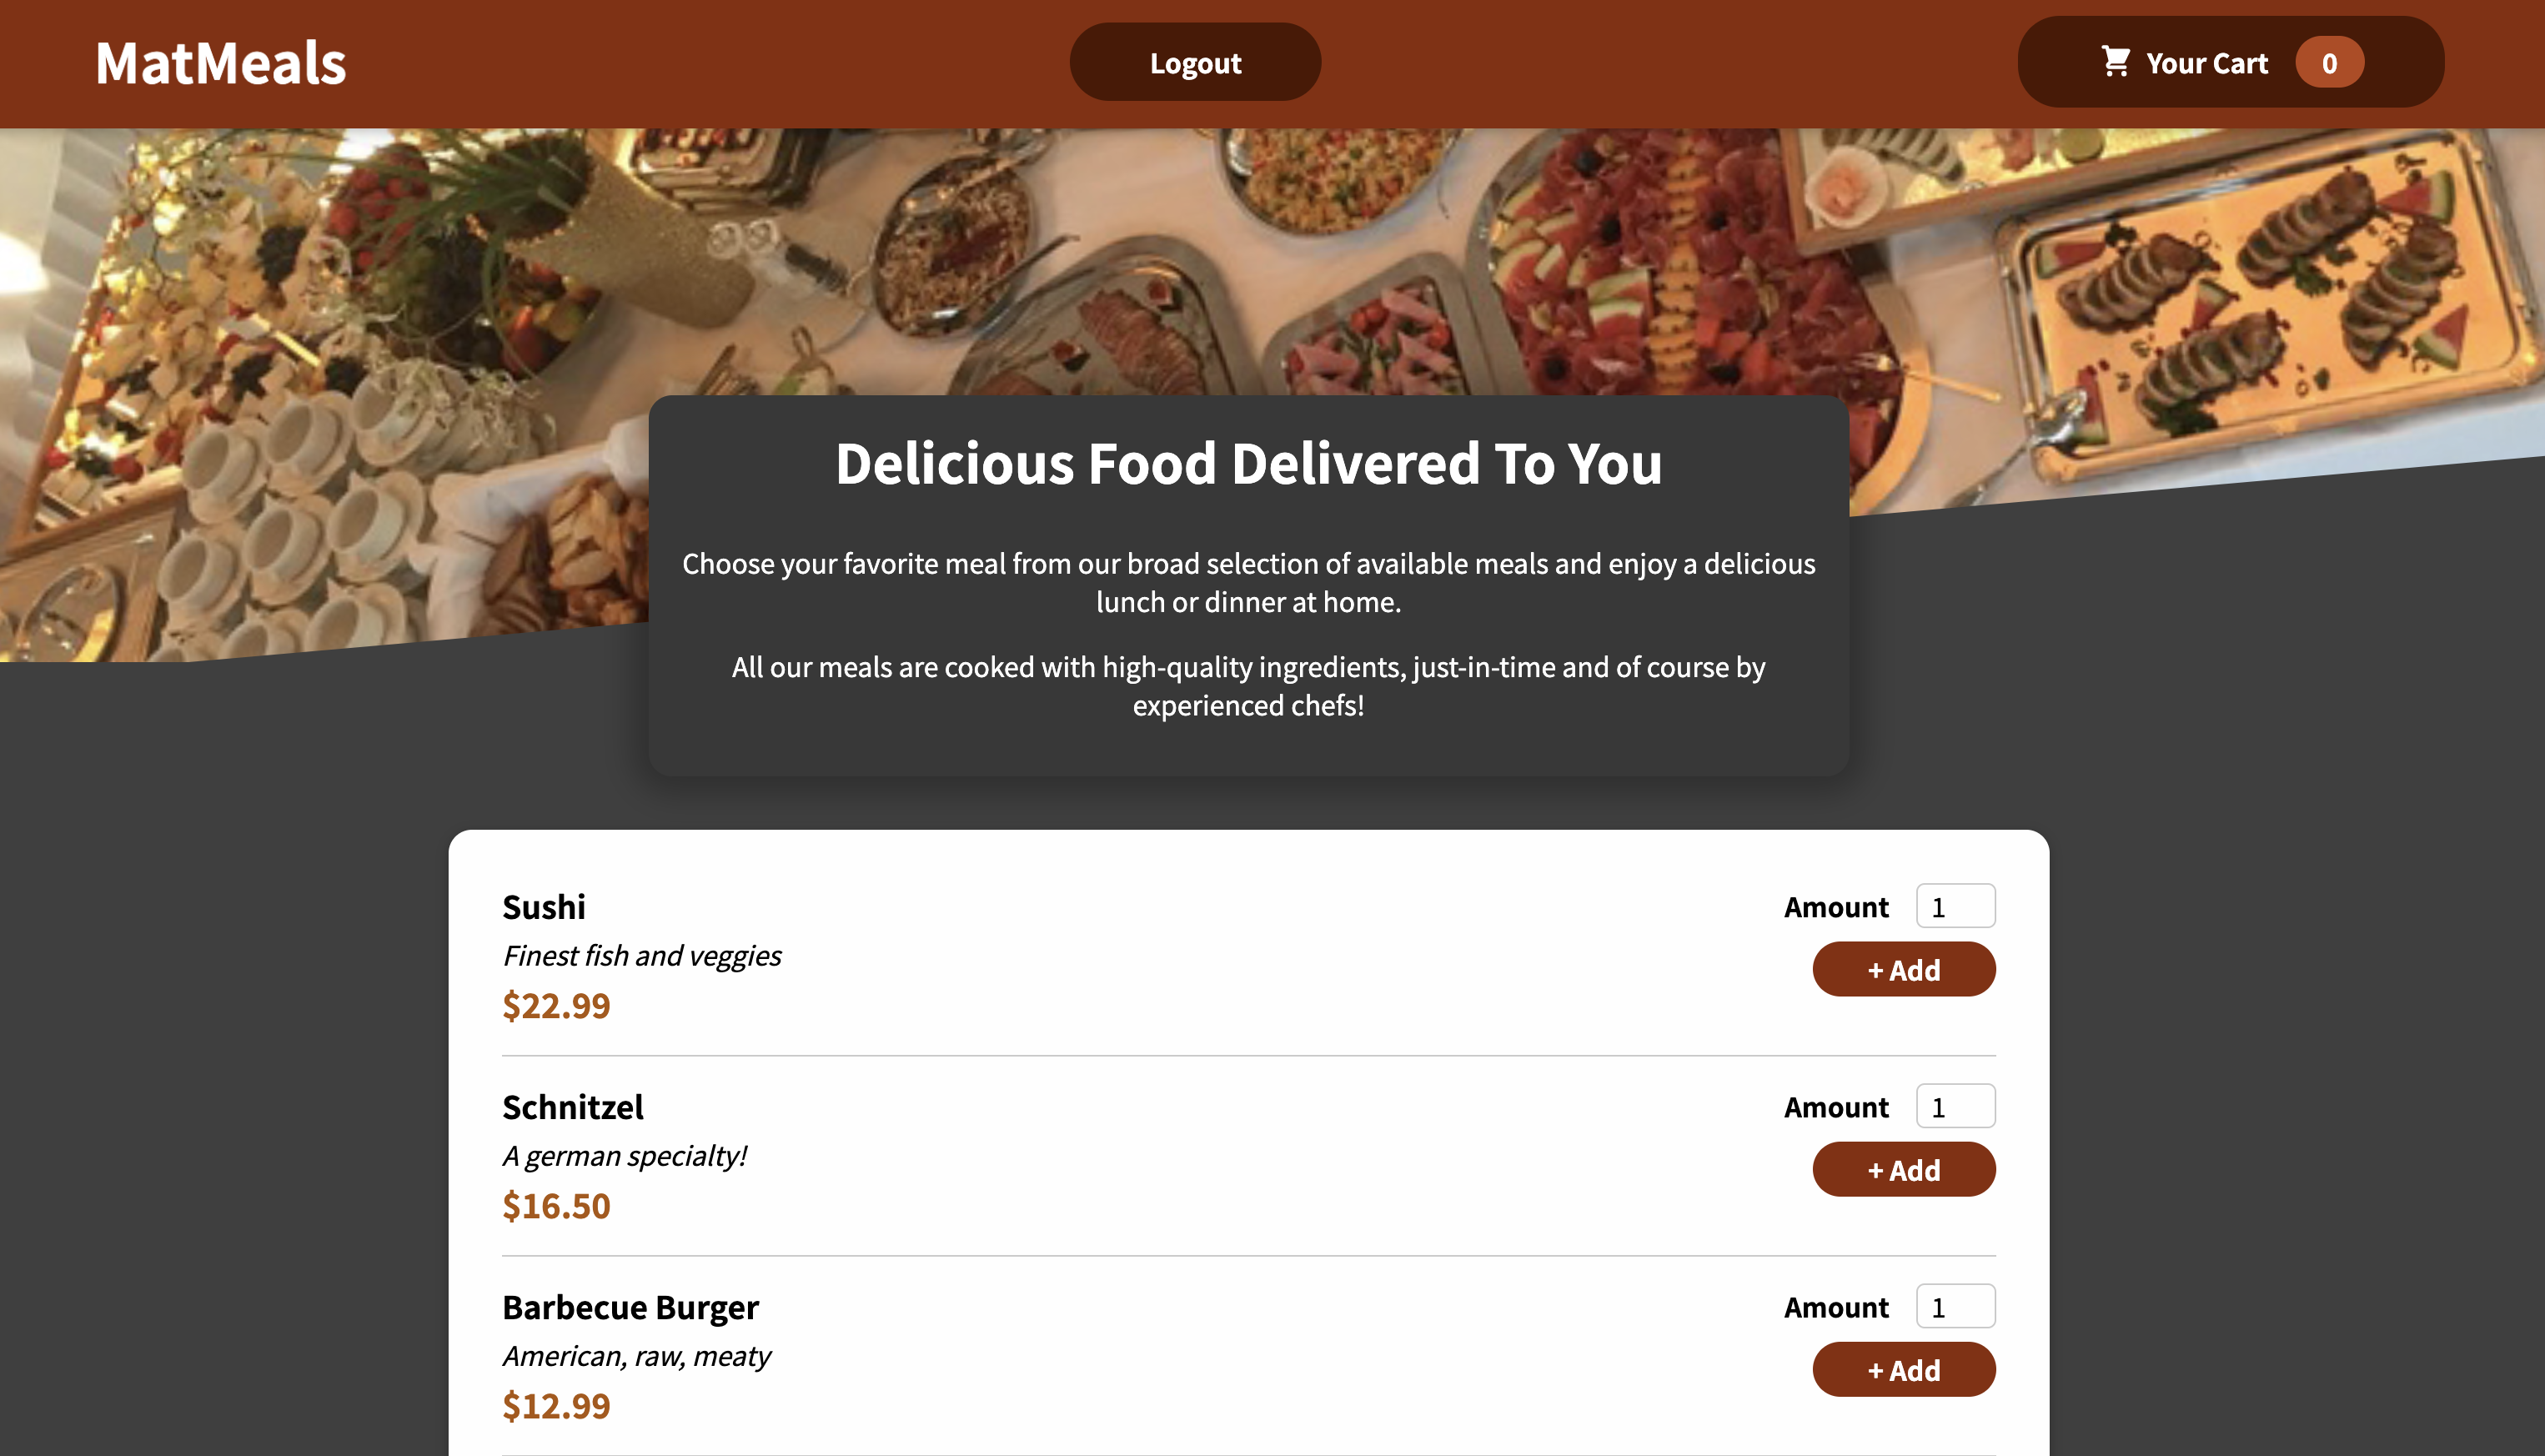 MatMeals
Logout
Your Cart 0
Delicious Food Delivered To You
Choose your favorite meal from our broad selection of available meals and enjoy a delicious
lunch or dinner at home.
All our meals are cooked with high-quality ingredients, just-in-time and of course by
experienced chefs!
Sushi
Finest fish and veggies
$22.99
Amount 1
+ Add
Schnitzel
A german specialty!
$16.50
Amount 1
+ Add
Barbecue Burger
American, raw, meaty
$12.99
Amount 1
+ Add